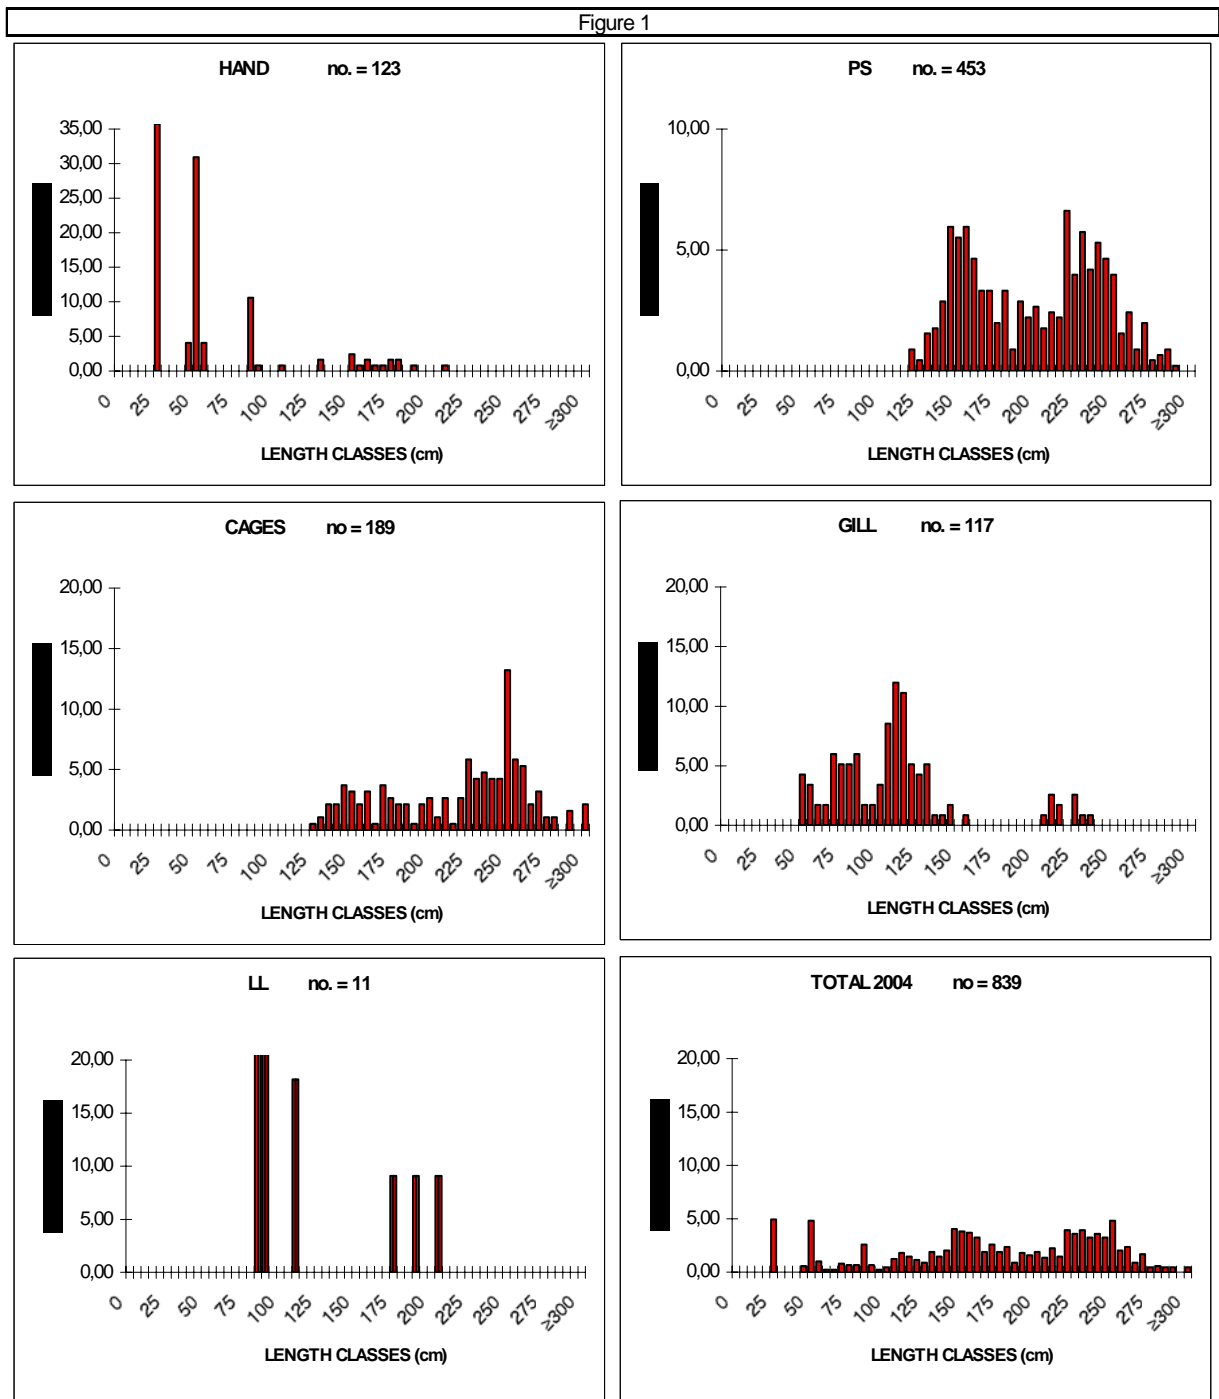 Figure 1
HAND no. = 123
35,00
30,00
25,00
20,00
15,00
10,00
5,00
0,00
0 25 50 75 100 125 150 175 200 225 250 275 ≥300
LENGTH CLASSES (cm)
PS no. = 453
10,00
5,00
0,00
0 25 50 75 100 125 150 175 200 225 250 275 ≥300
LENGTH CLASSES (cm)
CAGES no = 189
20,00
15,00
10,00
5,00
0,00
0 25 50 75 100 125 150 175 200 225 250 275 ≥300
LENGTH CLASSES (cm)
GILL no. = 117
20,00
15,00
10,00
5,00
0,00
0 25 50 75 100 125 150 175 200 225 250 275 ≥300
LENGTH CLASSES (cm)
LL no. = 11
20,00
15,00
10,00
5,00
0,00
0 25 50 75 100 125 150 175 200 225 250 275 ≥300
LENGTH CLASSES (cm)
TOTAL 2004 no = 839
20,00
15,00
10,00
5,00
0,00
0 25 50 75 100 125 150 175 200 225 250 275 ≥300
LENGTH CLASSES (cm)